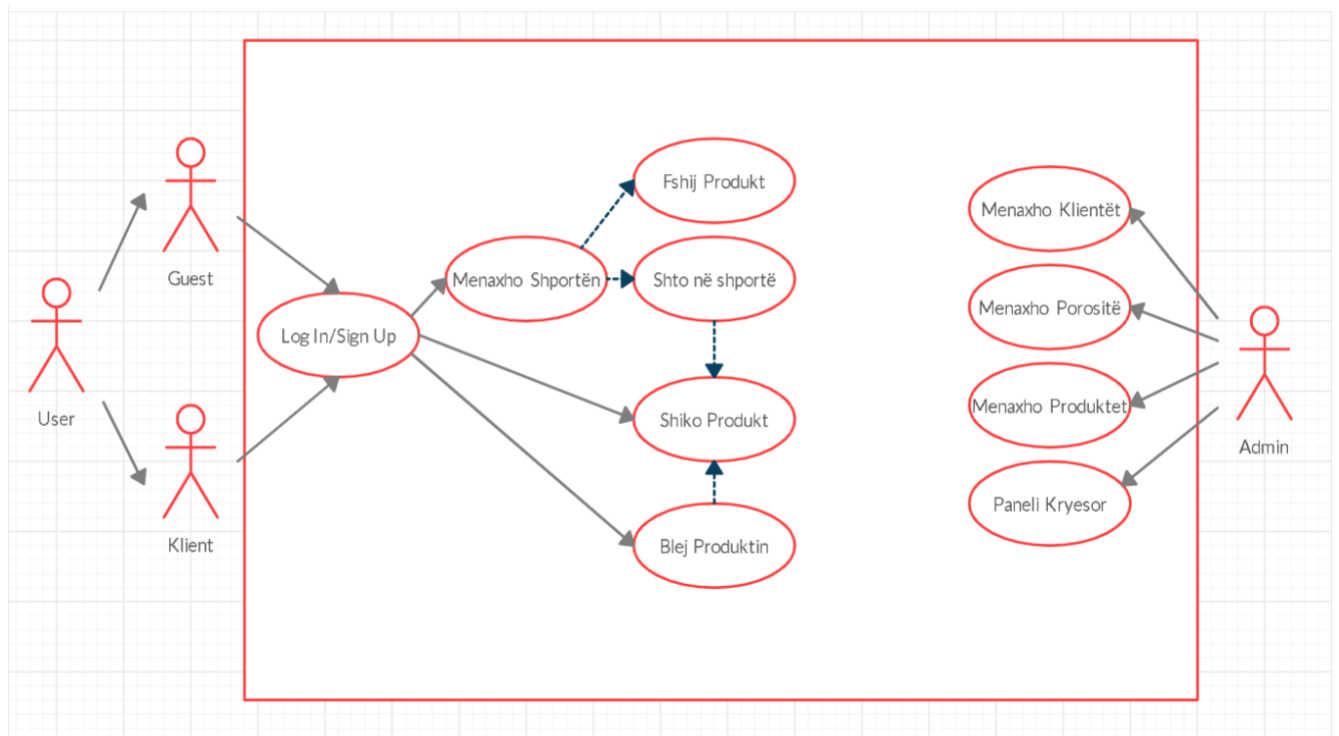 Guest
User
Klient
Log In/Sign Up
Menaxho Shportën
Fshij Produkt
Shto në shportë
Shiko Produkt
Blej Produktin
Menaxho Klientët
Menaxho Porositë
Menaxho Produktet
Paneli Kryesor
Admin